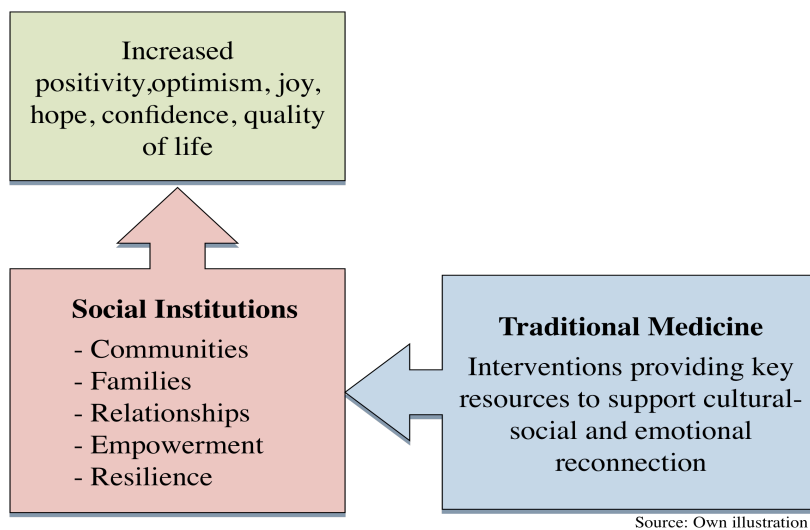 Increased
positivity,optimism, joy,
hope, confidence, quality
of life
Social Institutions
- Communities
- Families
- Relationships
- Empowerment
- Resilience
Traditional Medicine
Interventions providing key
resources to support cultural-
social and emotional
reconnection
Source: Own illustration